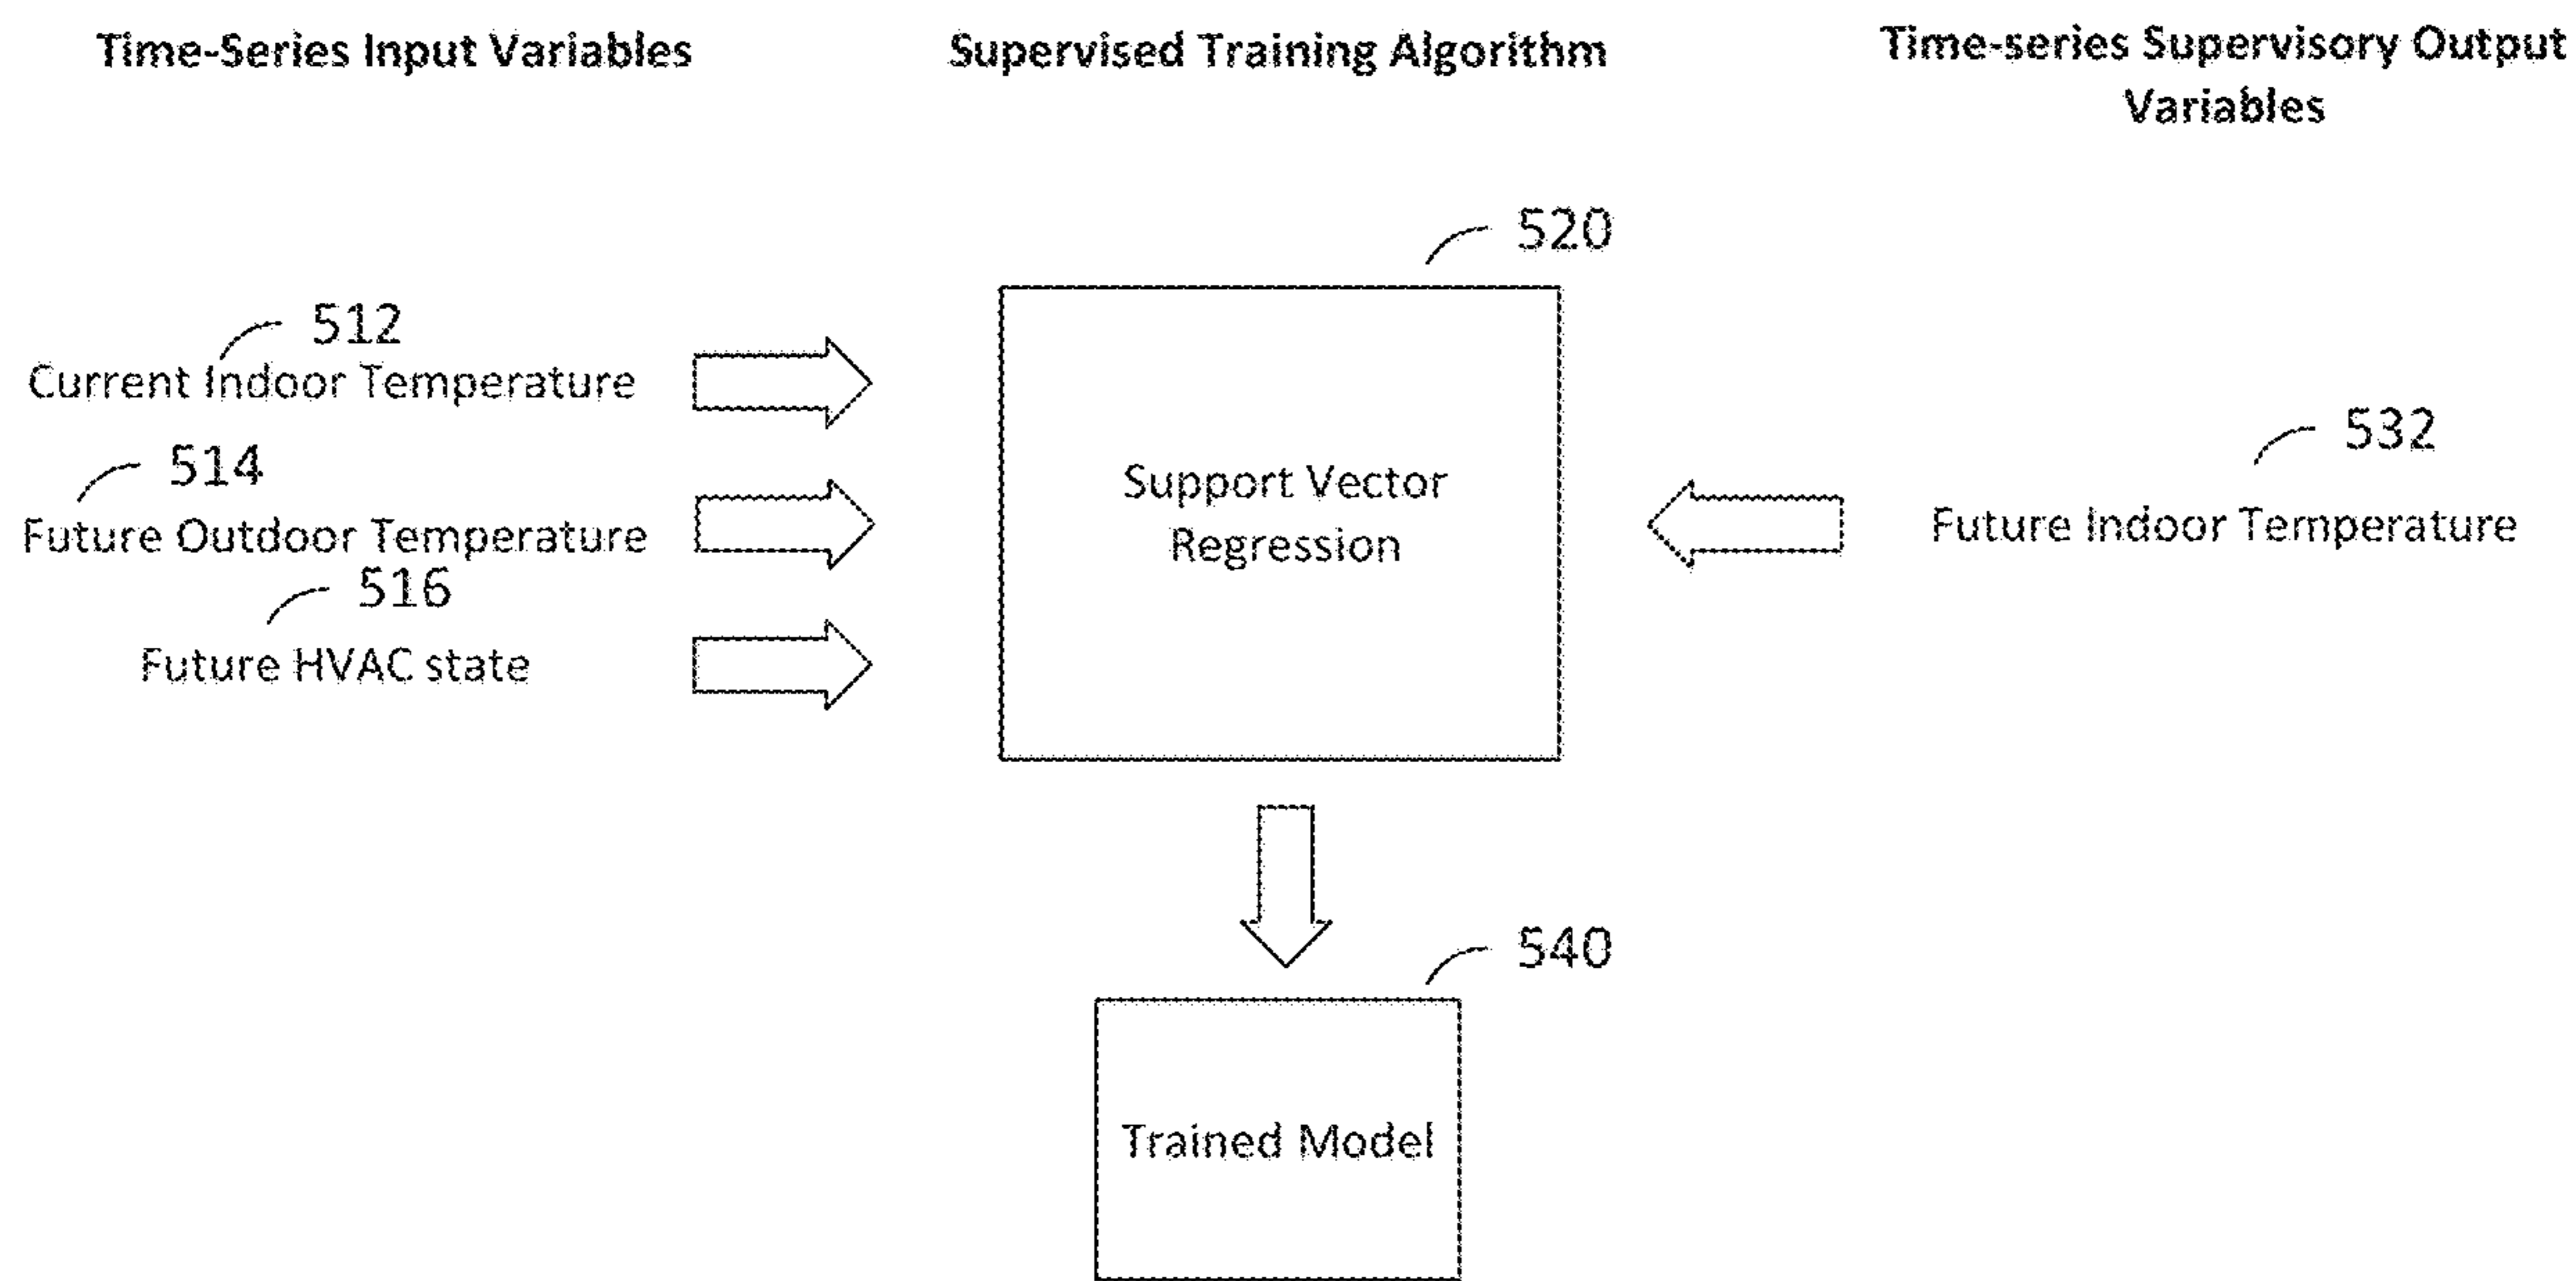 Time-Series Input Variables
Supervised Training Algorithm
Time-series Supervisory Output
Variables
520
512
Current Indoor Temperature
514
Future Outdoor Temperature
516
Future HVAC state
Support Vector
Regression
532
Future Indoor Temperature
540
Trained Model